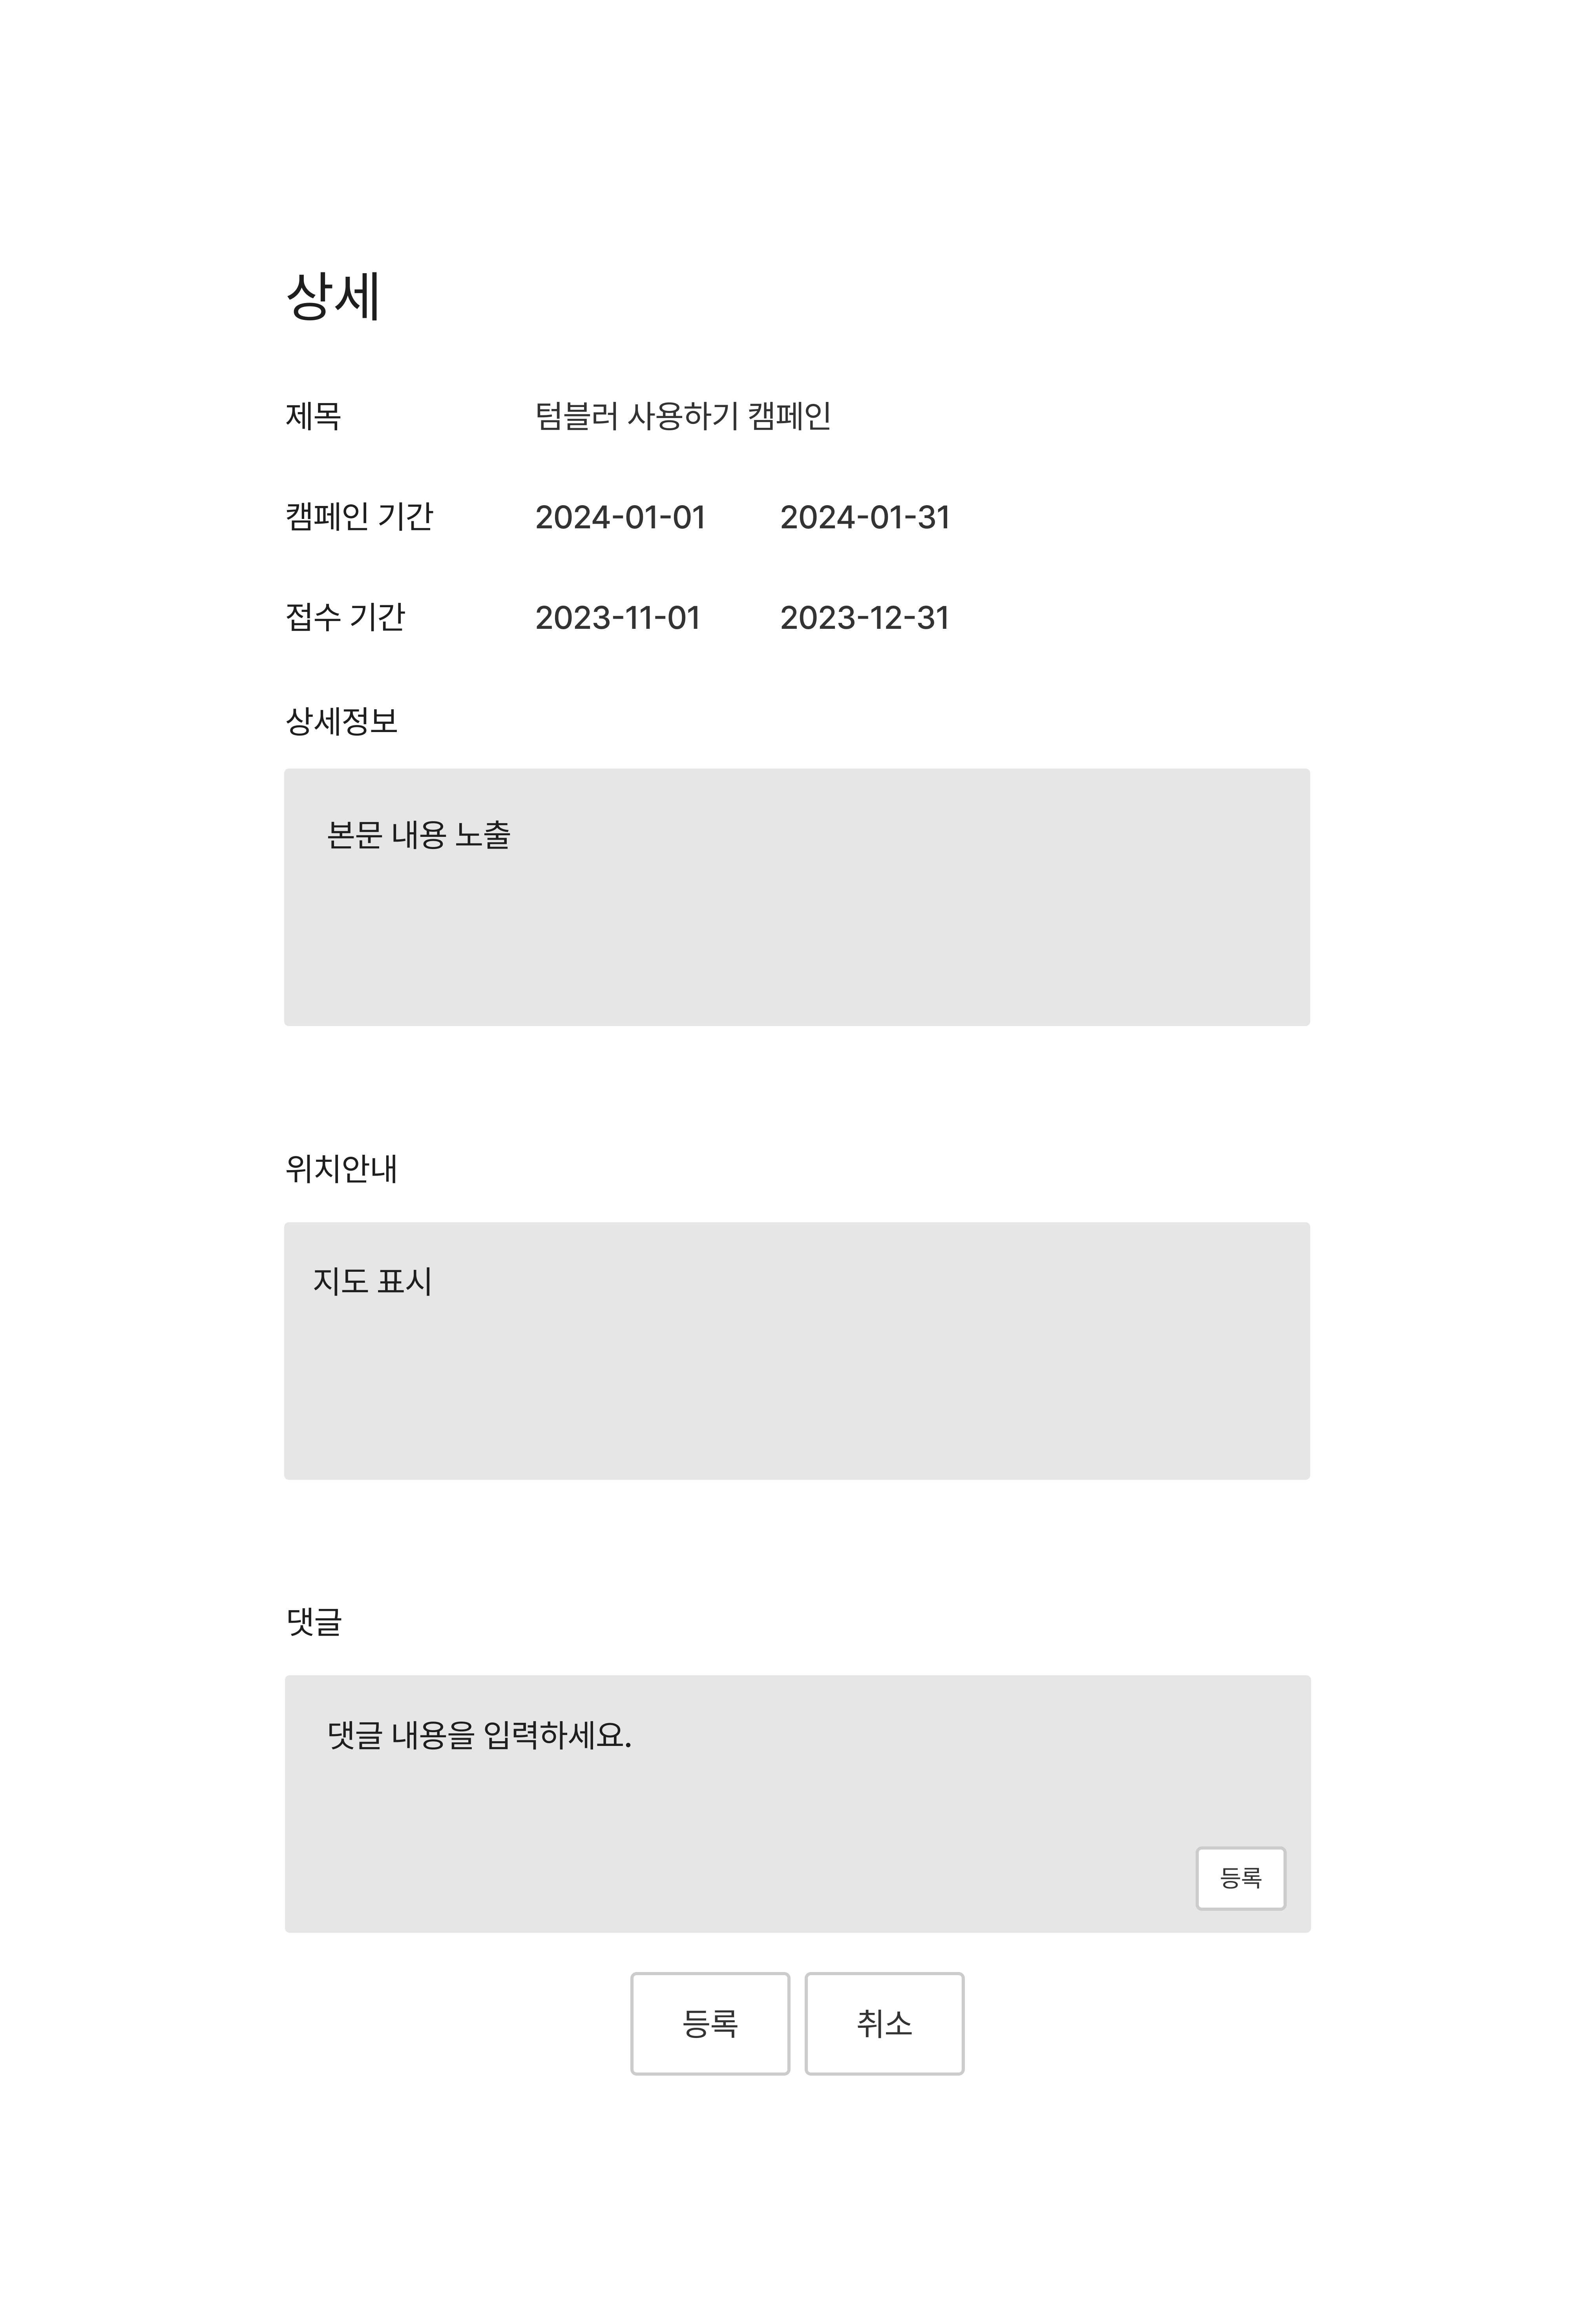 상세
제목 텀블러 사용하기 캠페인
캠페인 기간 2024-01-01 2024-01-31
접수 기간 2023-11-01 2023-12-31
상세정보
본문 내용 노출
위치안내
지도 표시
댓글
댓글 내용을 입력하세요.
등록
등록 취소